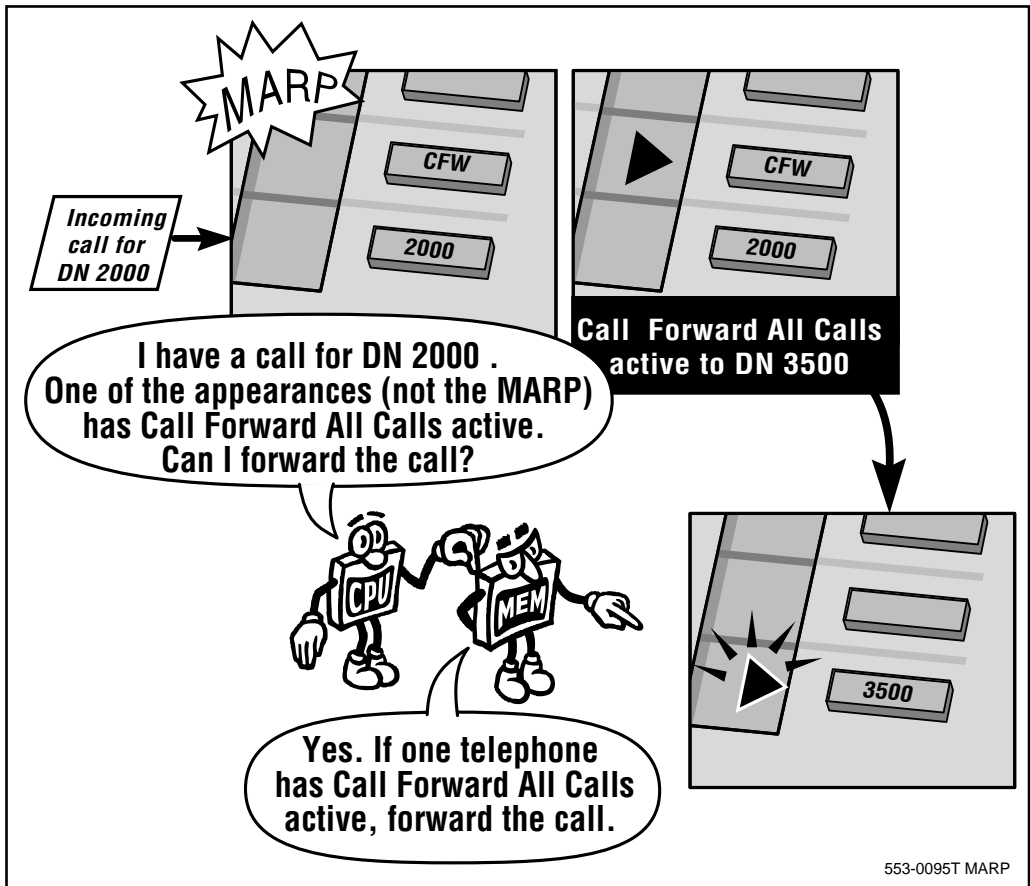 MARP
CFW
2000
CFW
2000
Incoming
call for
DN 2000
Call Forward All Calls
active to DN 3500
I have a call for DN 2000 .
One of the appearances (not the MARP)
has Call Forward All Calls active.
Can I forward the call?
CPU
MEM
3500
Yes. If one telephone
has Call Forward All Calls
active, forward the call.
553-0095T MARP